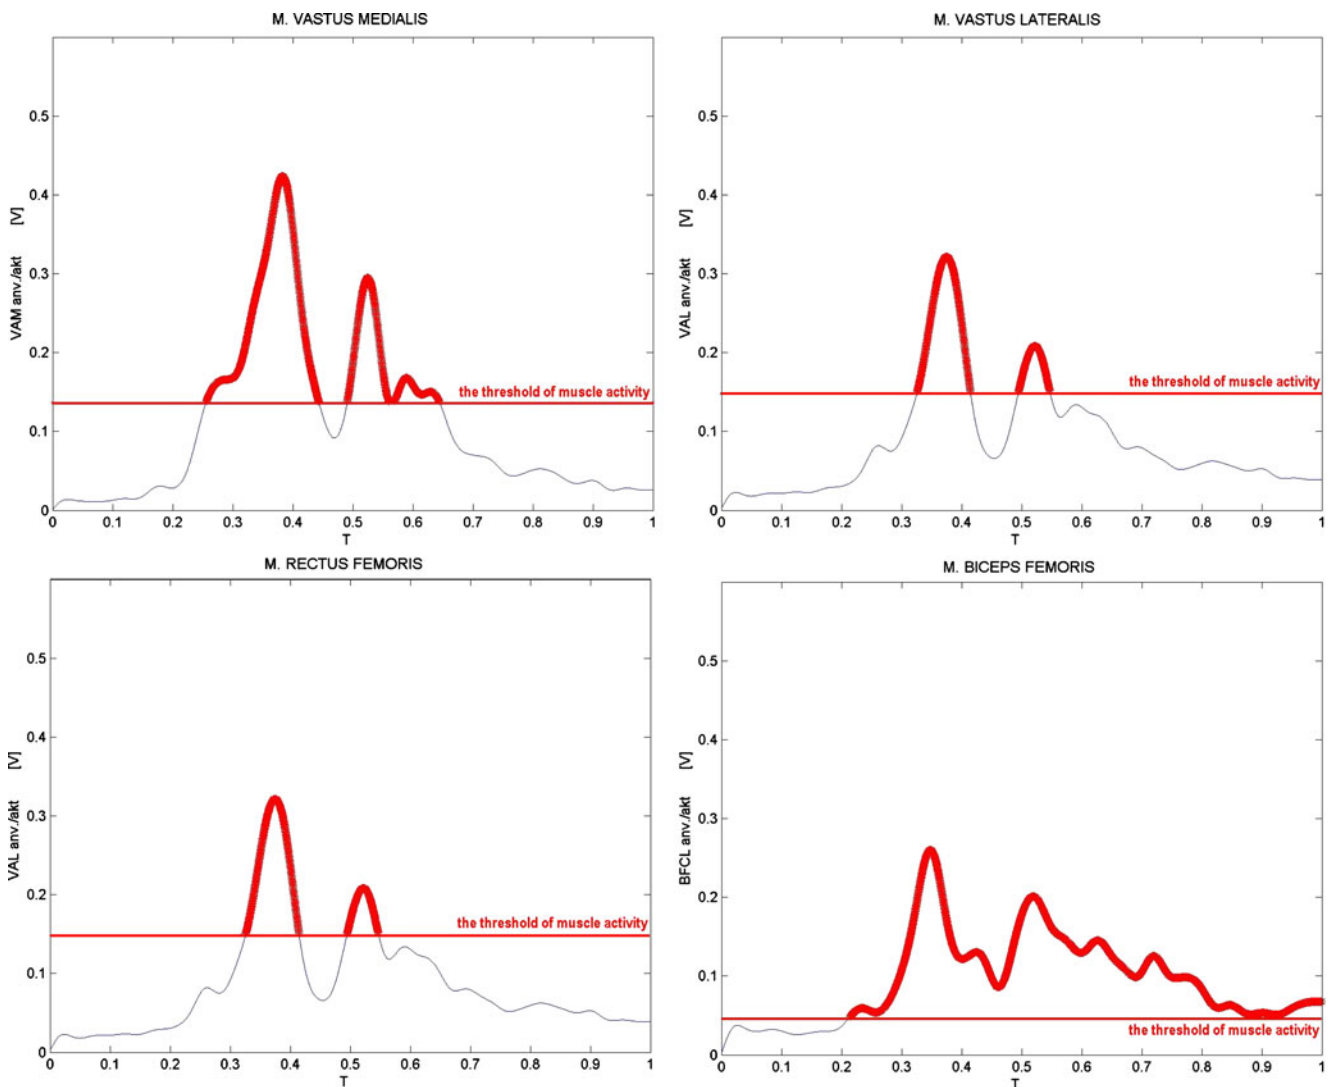 M. VASTUS MEDIALIS
0.5
0.4
0.3
0.2
0.1
0
VAM anv./akt [V]
the threshold of muscle activity
0 0.1 0.2 0.3 0.4 0.5 0.6 0.7 0.8 0.9 1
T
M. VASTUS LATERALIS
0.5
0.4
0.3
0.2
0.1
0
VAL anv./akt [V]
the threshold of muscle activity
0 0.1 0.2 0.3 0.4 0.5 0.6 0.7 0.8 0.9 1
T
M. RECTUS FEMORIS
0.5
0.4
0.3
0.2
0.1
0
VAL anv./akt [V]
the threshold of muscle activity
0 0.1 0.2 0.3 0.4 0.5 0.6 0.7 0.8 0.9 1
T
M. BICEPS FEMORIS
0.5
0.4
0.3
0.2
0.1
0
BFCL anv./akt [V]
the threshold of muscle activity
0 0.1 0.2 0.3 0.4 0.5 0.6 0.7 0.8 0.9 1
T